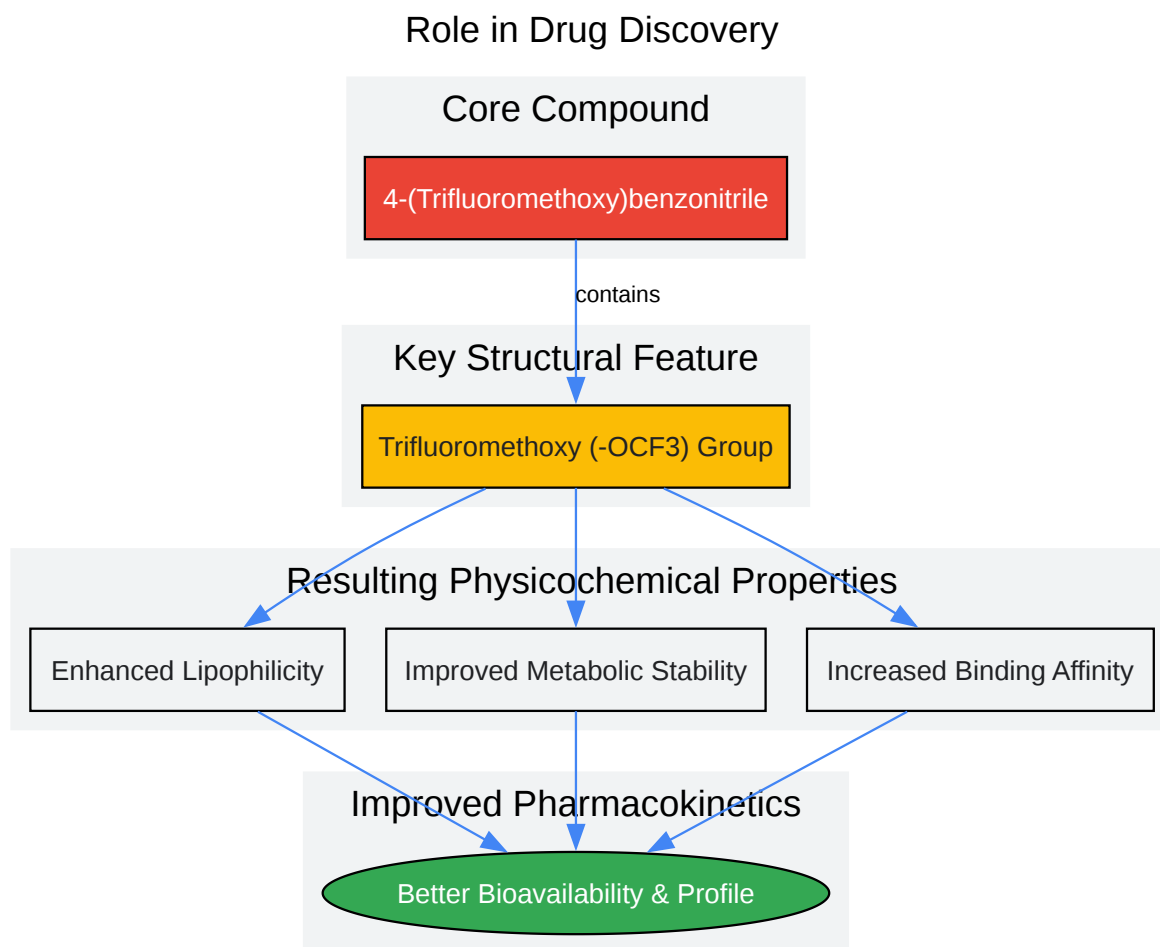 Role in Drug Discovery
Core Compound
4-(Trifluoromethoxy)benzonitrile
contains
Key Structural Feature
Trifluoromethoxy (-OCF3) Group
Resulting Physicochemical Properties
Enhanced Lipophilicity
Improved Metabolic Stability
Increased Binding Affinity
Improved Pharmacokinetics
Better Bioavailability & Profile